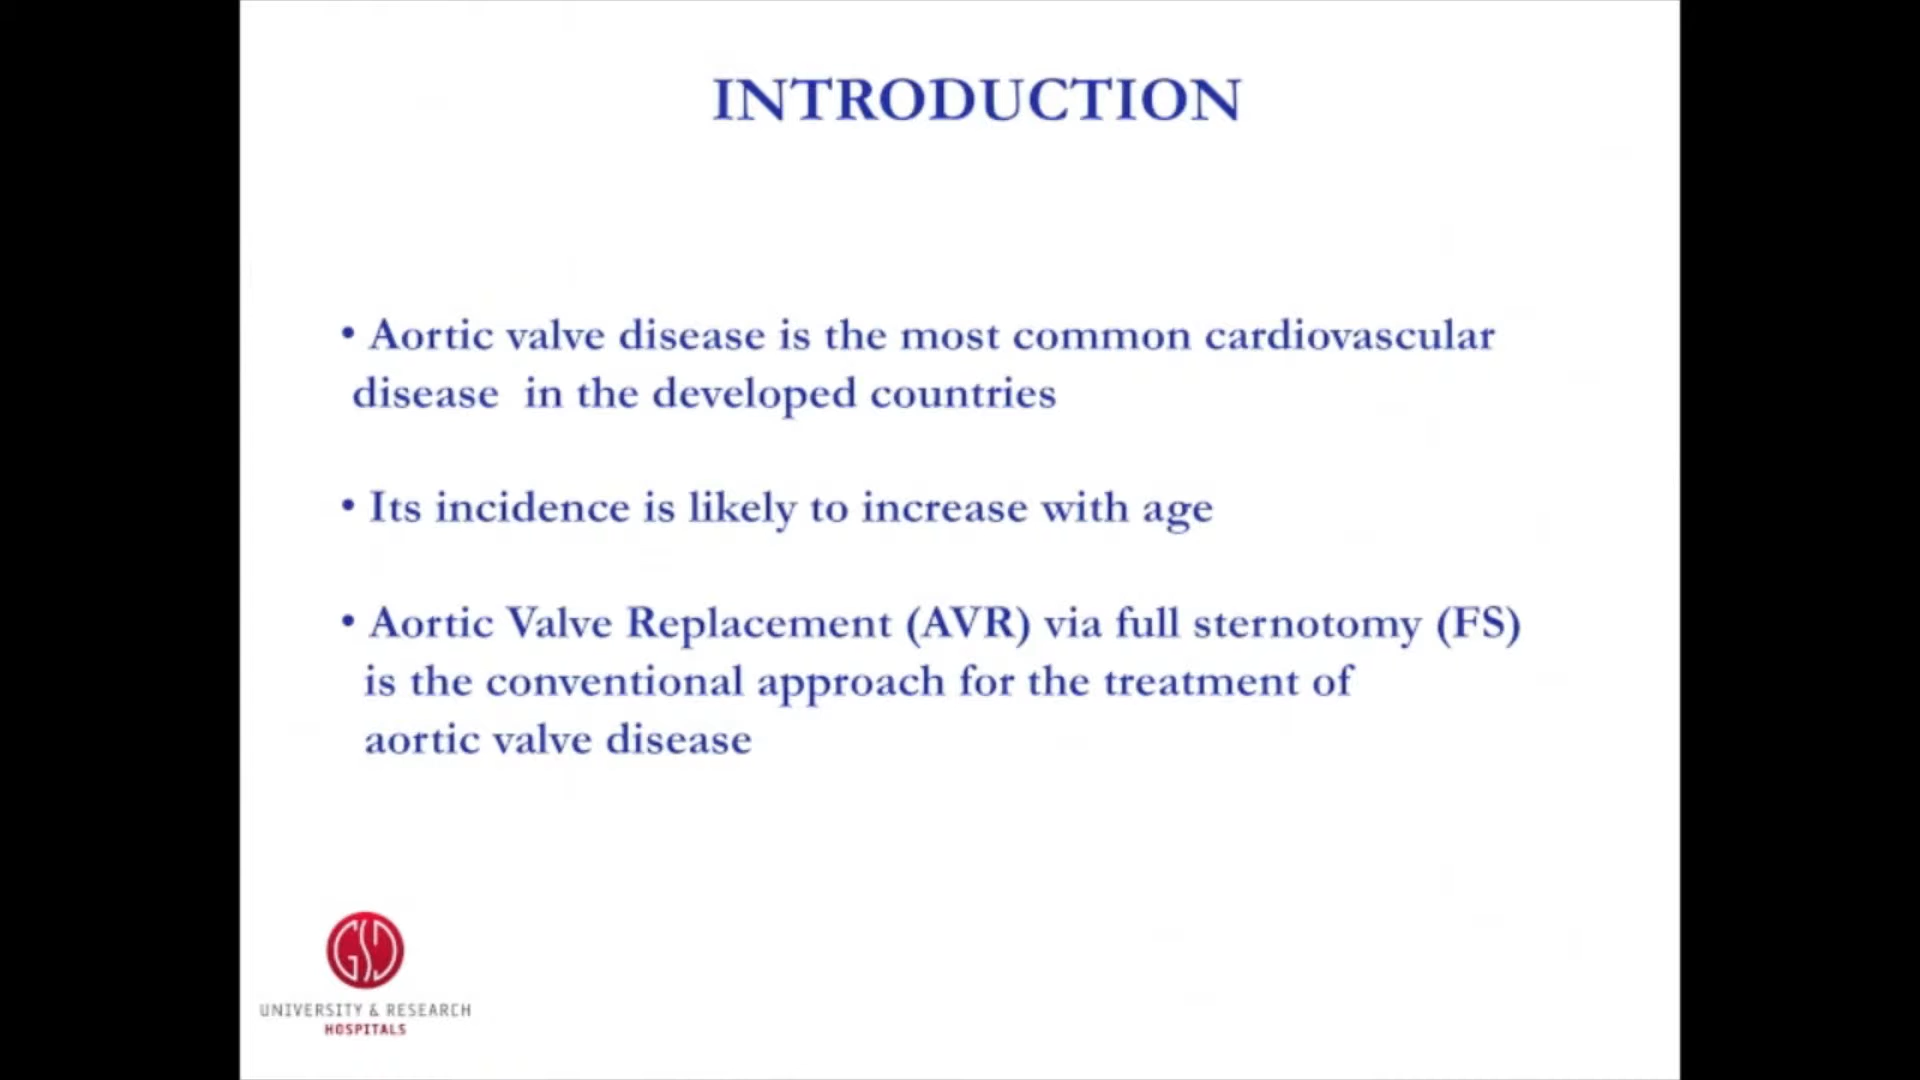 INTRODUCTION
• Aortic valve disease is the most common cardiovascular
disease in the developed countries
• Its incidence is likely to increase with age
• Aortic Valve Replacement (AVR) via full sternotomy (FS)
is the conventional approach for the treatment of
aortic valve disease
GSD
UNIVERSITY & RESEARCH
HOSPITALS